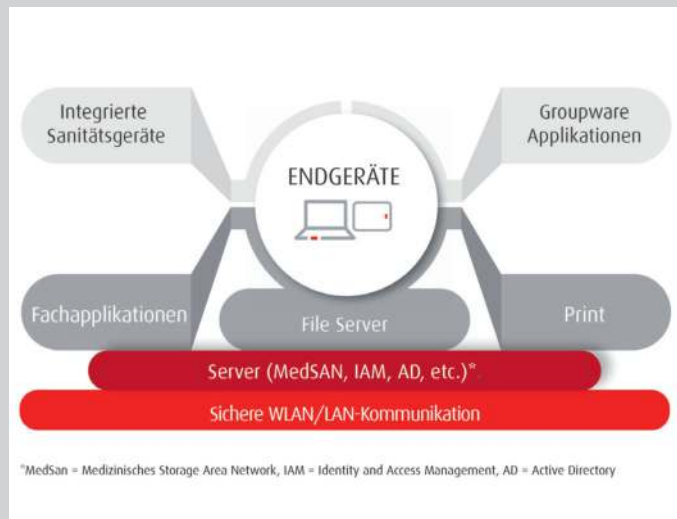 Integrierte
Sanitätsgeräte
Groupware
Applikationen
ENDGERÄTE
Fachapplikationen
File Server
Print
Server (MedSAN, IAM, AD, etc.)*
Sichere WLAN/LAN-Kommunikation
*MedSan = Medizinisches Storage Area Network, IAM = Identity and Access Management, AD = Active Directory